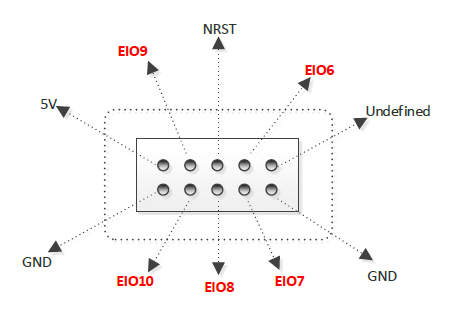 NRST
EIO9
EIO6
5V
Undefined
GND
GND
EIO10
EIO8
EIO7